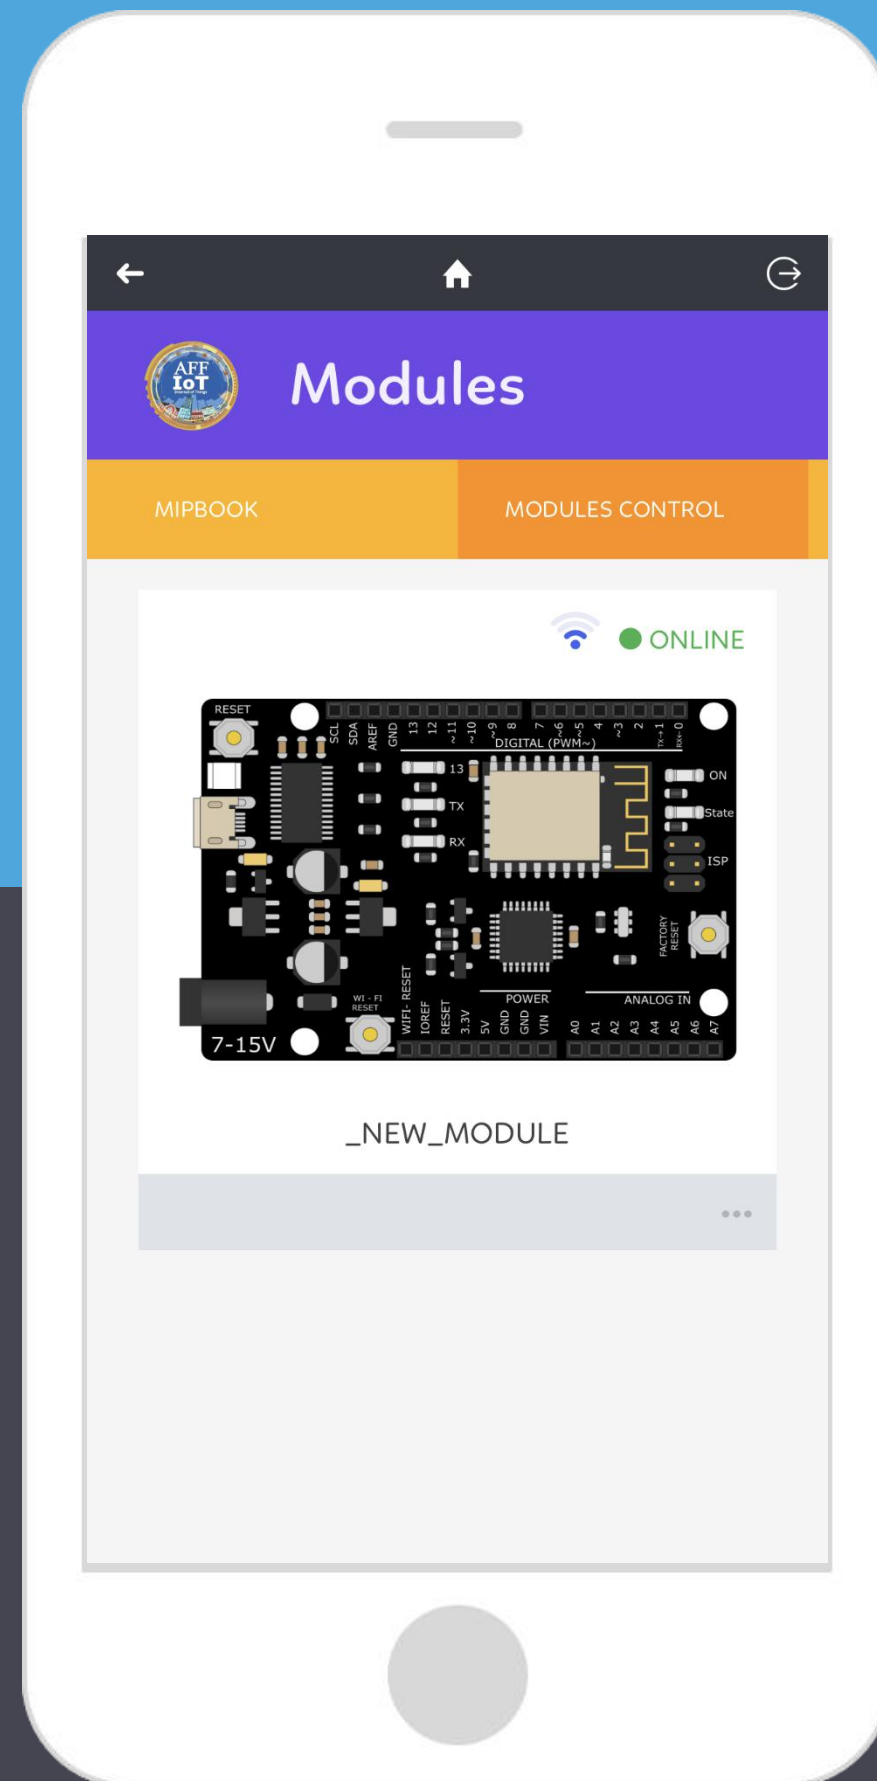 AFF
IoT
Modules
MIPBOOK
MODULES CONTROL
ONLINE
RESET
SCL
SDA
AREF
GND
13
12
~11
~10
~9
8
7
~6
~5
4
~3
2
TX→1
RX←0
DIGITAL (PWM~)
13
TX
RX
ON
State
ISP
FACTORY
RESET
WI - FI
RESET
7-15V
POWER
ANALOG IN
WIFI- RESET
IOREF
RESET
3.3V
5V
GND
GND
VIN
A0
A1
A2
A3
A4
A5
A6
A7
_NEW_MODULE